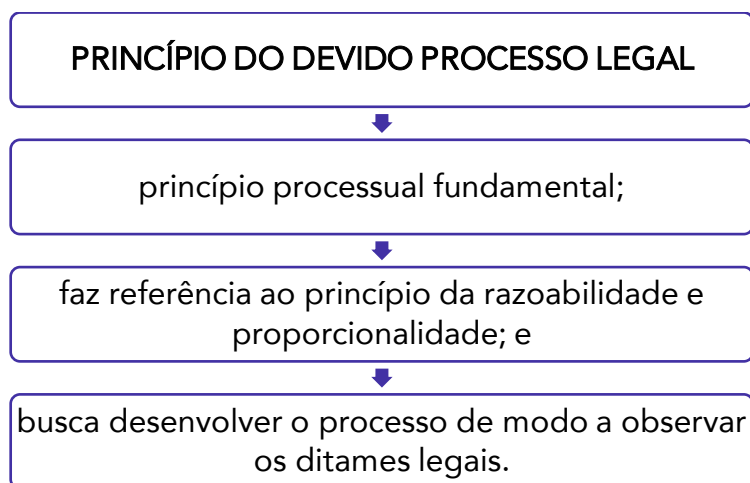 PRINCÍPIO DO DEVIDO PROCESSO LEGAL
princípio processual fundamental;
faz referência ao princípio da razoabilidade e
proporcionalidade; e
busca desenvolver o processo de modo a observar
os ditames legais.